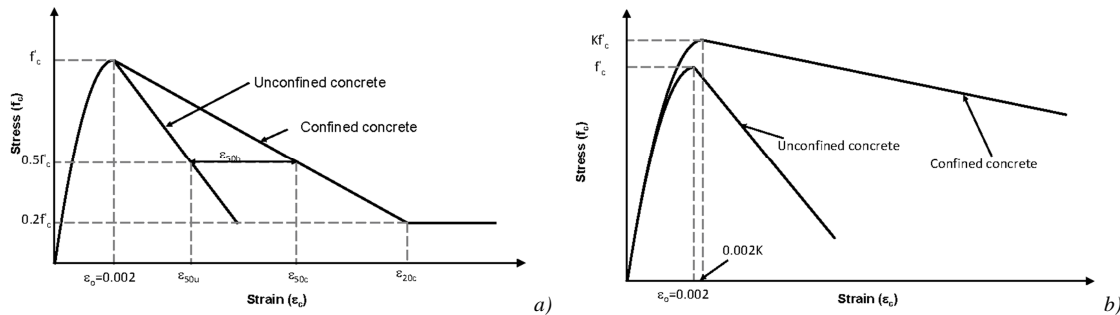 f'c
Stress (fc)
0.5f'c
0.2f'c
Unconfined concrete
Confined concrete
ε50h
εo=0.002
ε50u
ε50c
ε20c
Strain (εc)
a)
Kf'c
f'c
Stress (fc)
Unconfined concrete
Confined concrete
0.002K
εo=0.002
Strain (εc)
b)